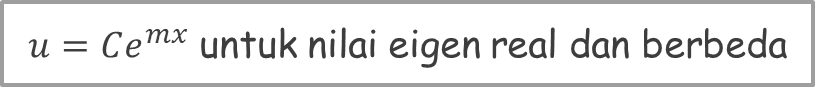 u = Ce^{mx} untuk nilai eigen real dan berbeda